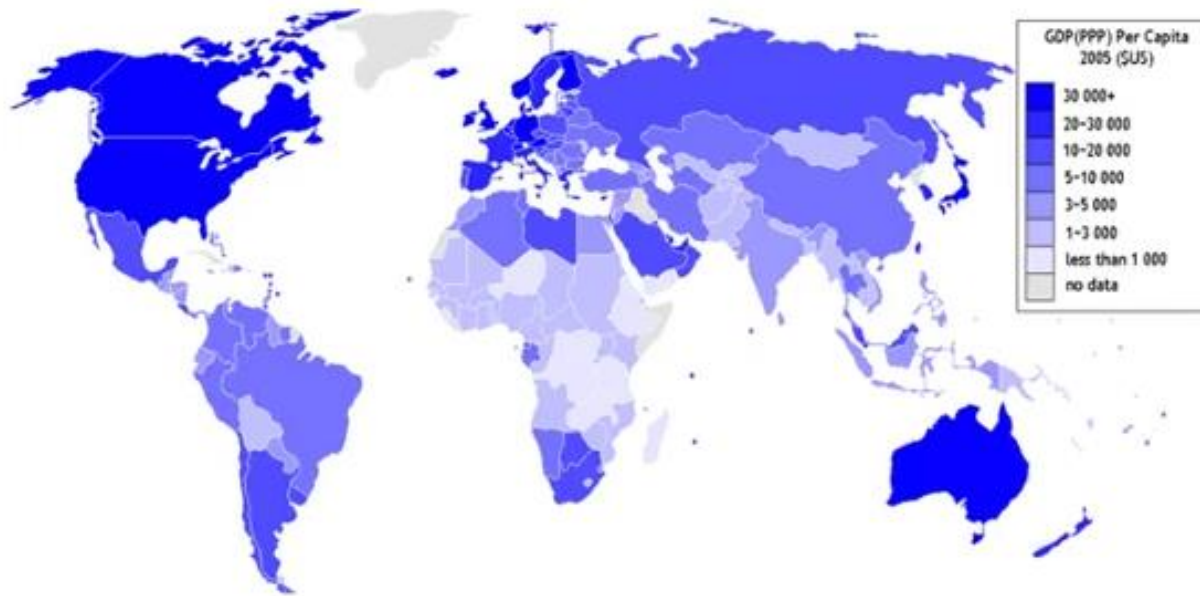 GDP(PPP) Per Capita
2005 ($US)
30 000+
20-30 000
10-20 000
5-10 000
3-5 000
1-3 000
less than 1 000
no data